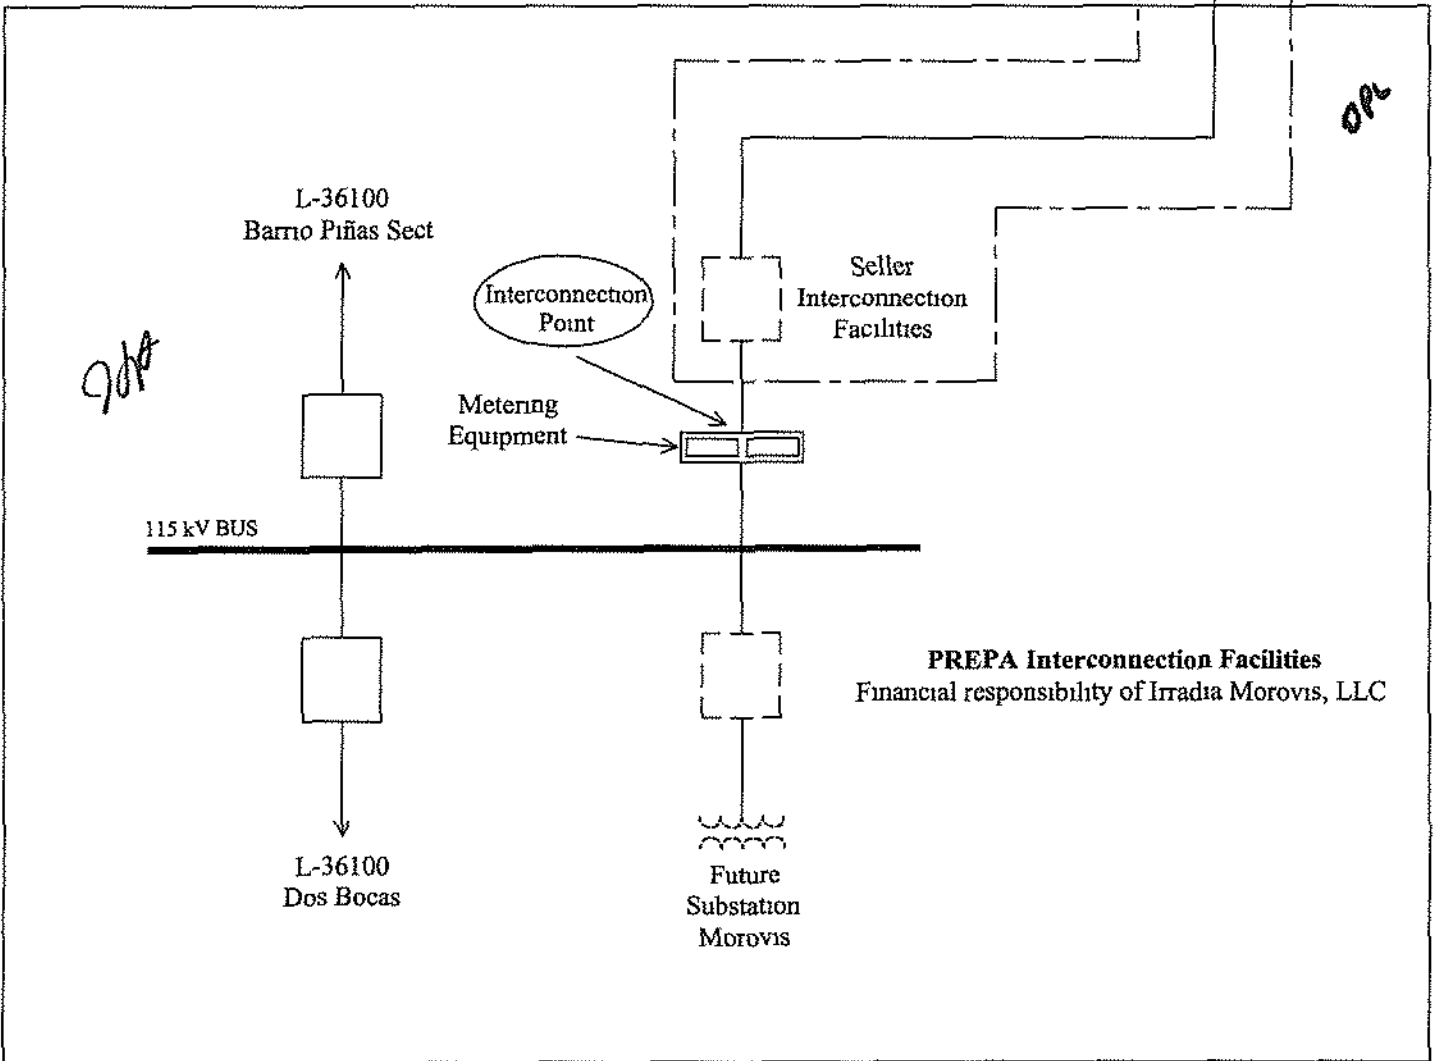 L-36100
Barrio Piñas Sect
Interconnection
Point
Seller
Interconnection
Facilities
Metering
Equipment
115 kV BUS
PREPA Interconnection Facilities
Financial responsibility of Irradia Morovis, LLC
L-36100
Dos Bocas
Future
Substation
Morovis